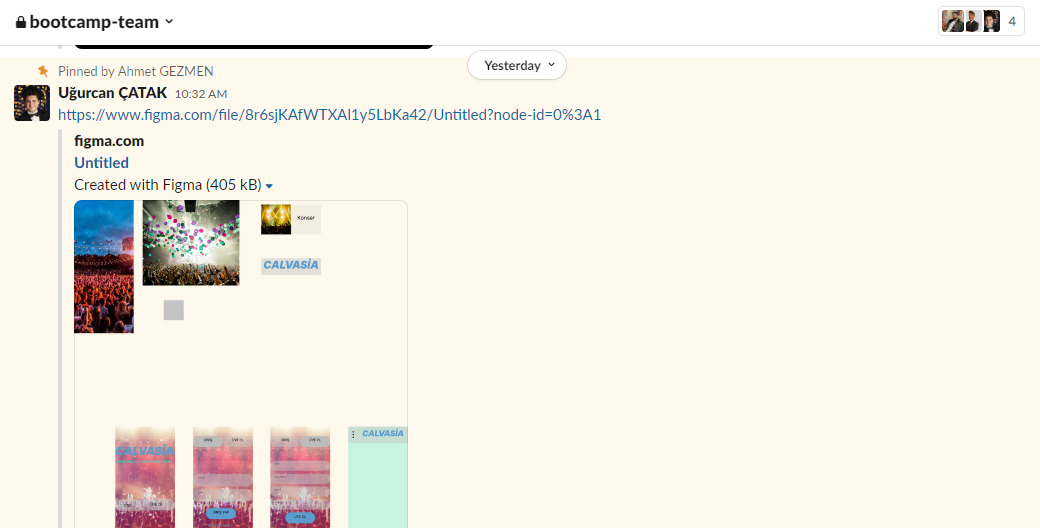 bootcamp-team
4
Yesterday
Pinned by Ahmet GEZMEN
Uğurcan ÇATAK 10:32 AM
https://www.figma.com/file/8r6sjKAfWTXAl1y5LbKa42/Untitled?node-id=0%3A1
figma.com
Untitled
Created with Figma (405 kB)
Konser
CALVASİA
CALVASİA
CALVASİA